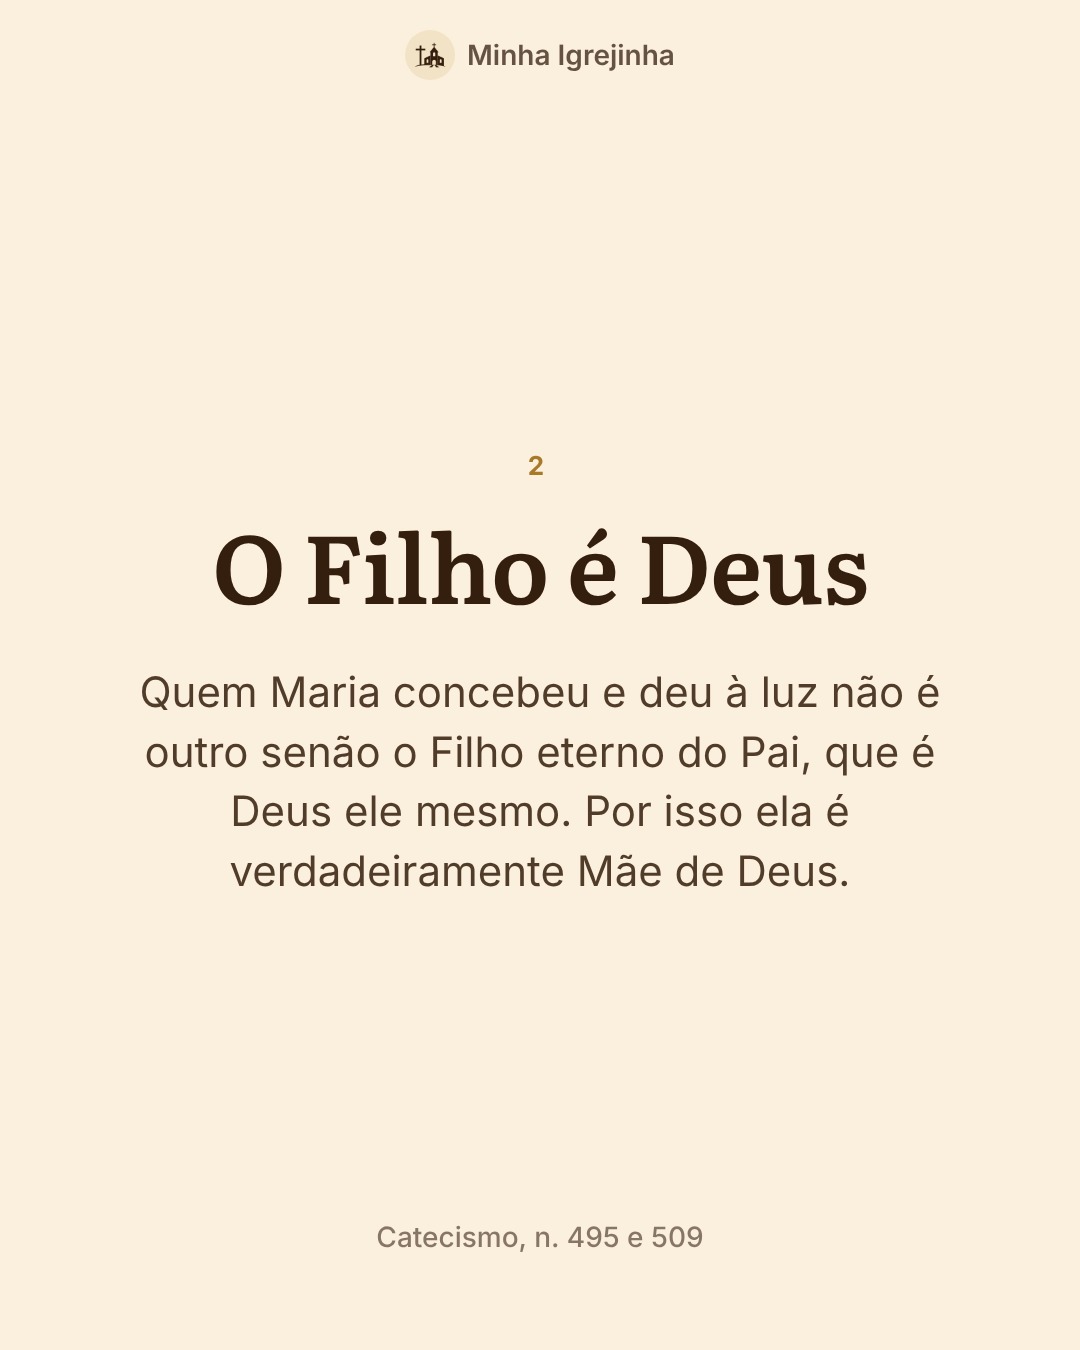 Minha Igrejinha
2
O Filho é Deus
Quem Maria concebeu e deu à luz não é
outro senão o Filho eterno do Pai, que é
Deus ele mesmo. Por isso ela é
verdadeiramente Mãe de Deus.
Catecismo, n. 495 e 509